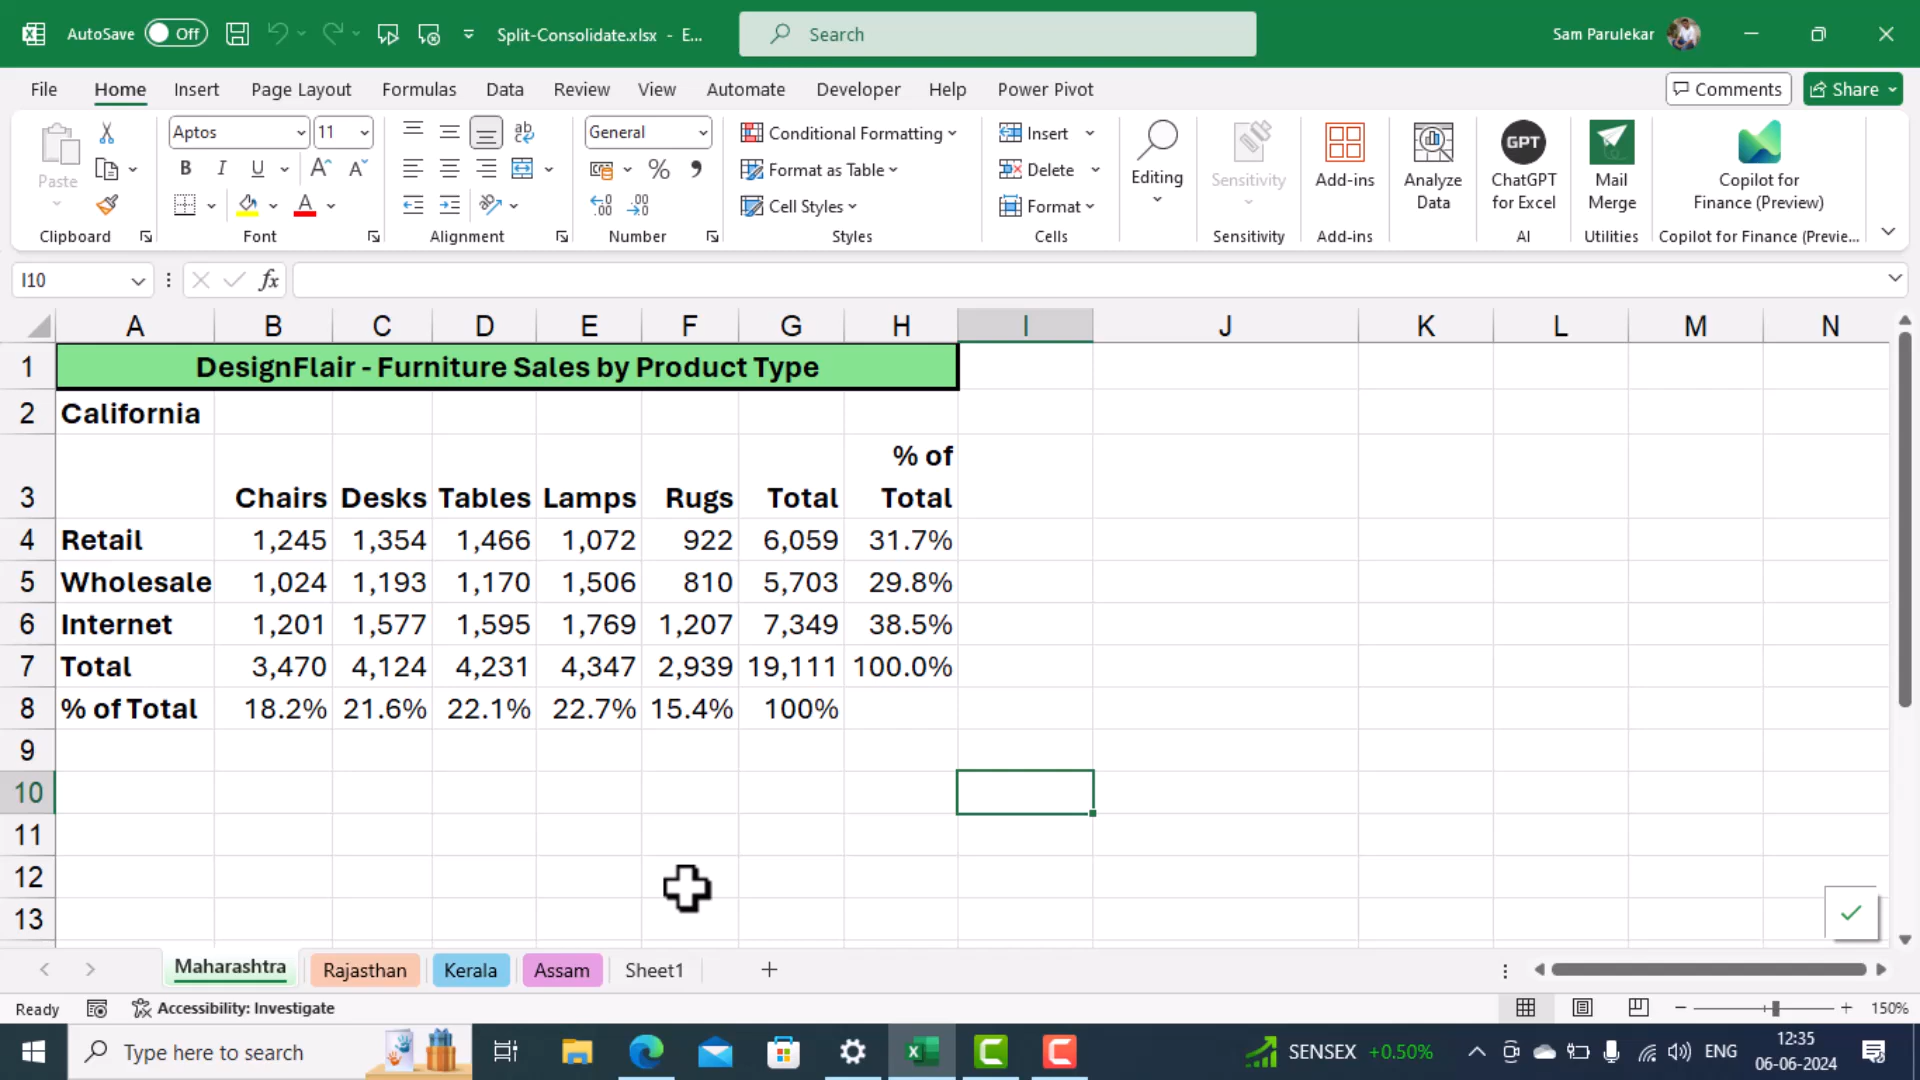 AutoSave Off Split-Consolidate.xlsx - E... Search Sam Parulekar
File Home Insert Page Layout Formulas Data Review View Automate Developer Help Power Pivot Comments Share
Paste
Clipboard
Aptos 11
B I U A A
A
Font
ab
Alignment
General
%
Number
Conditional Formatting
Format as Table
Cell Styles
Styles
Insert
Delete
Format
Cells
Editing
Sensitivity
Sensitivity
Add-ins
Add-ins
Analyze
Data
GPT
ChatGPT
for Excel
AI
Mail
Merge
Utilities
Copilot for
Finance (Preview)
Copilot for Finance (Previe...
I10 fx
A B C D E F G H I J K L M N
1 DesignFlair - Furniture Sales by Product Type
2 California
% of
3 Chairs Desks Tables Lamps Rugs Total Total
4 Retail 1,245 1,354 1,466 1,072 922 6,059 31.7%
5 Wholesale 1,024 1,193 1,170 1,506 810 5,703 29.8%
6 Internet 1,201 1,577 1,595 1,769 1,207 7,349 38.5%
7 Total 3,470 4,124 4,231 4,347 2,939 19,111 100.0%
8 % of Total 18.2% 21.6% 22.1% 22.7% 15.4% 100%
9
10
11
12
13
Maharashtra Rajasthan Kerala Assam Sheet1
Ready Accessibility: Investigate 150%
Type here to search SENSEX +0.50% ENG 12:35
06-06-2024